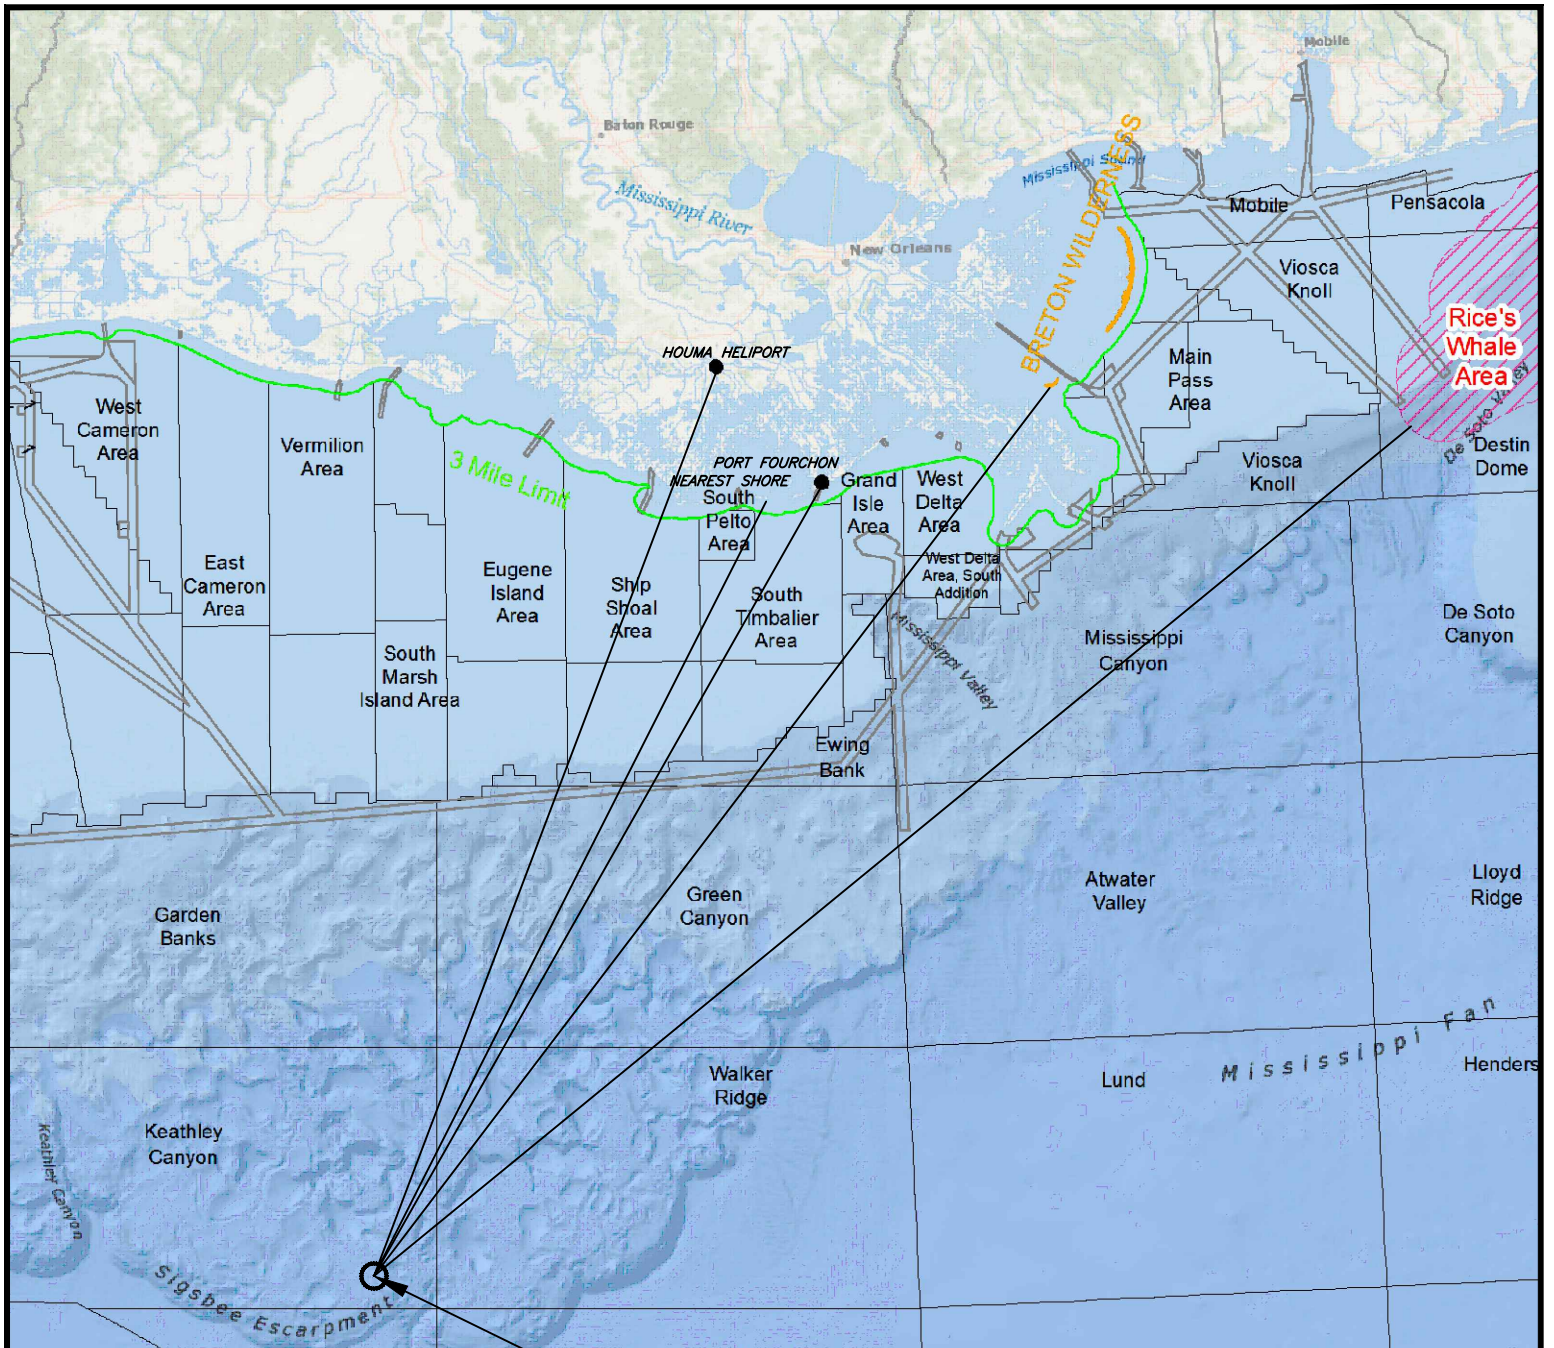 Mobile
Baton Rouge
Mississippi Sound
BRETON WILDERNESS
Mississippi River
Mobile
Pensacola
New Orleans
Viosca
Knoll
Rice's
Whale
Area
HOUMA HELIPORT
Main
Pass
Area
De Soto Valley
West
Cameron
Area
Vermilion
Area
3 Mile Limit
PORT FOURCHON
NEAREST SHORE
South
Pelto
Area
Grand
Isle
Area
West
Delta
Area
Viosca
Knoll
Destin
Dome
East
Cameron
Area
Eugene
Island
Area
Ship
Shoal
Area
South
Timbalier
Area
West Delta
Area, South
Addition
Mississippi Valley
Mississippi
Canyon
De Soto
Canyon
South
Marsh
Island Area
Ewing
Bank
Garden
Banks
Green
Canyon
Atwater
Valley
Lloyd
Ridge
Mississippi Fan
Keathley Canyon
Keathley
Canyon
Walker
Ridge
Lund
Henders
Sigsbee Escarpment